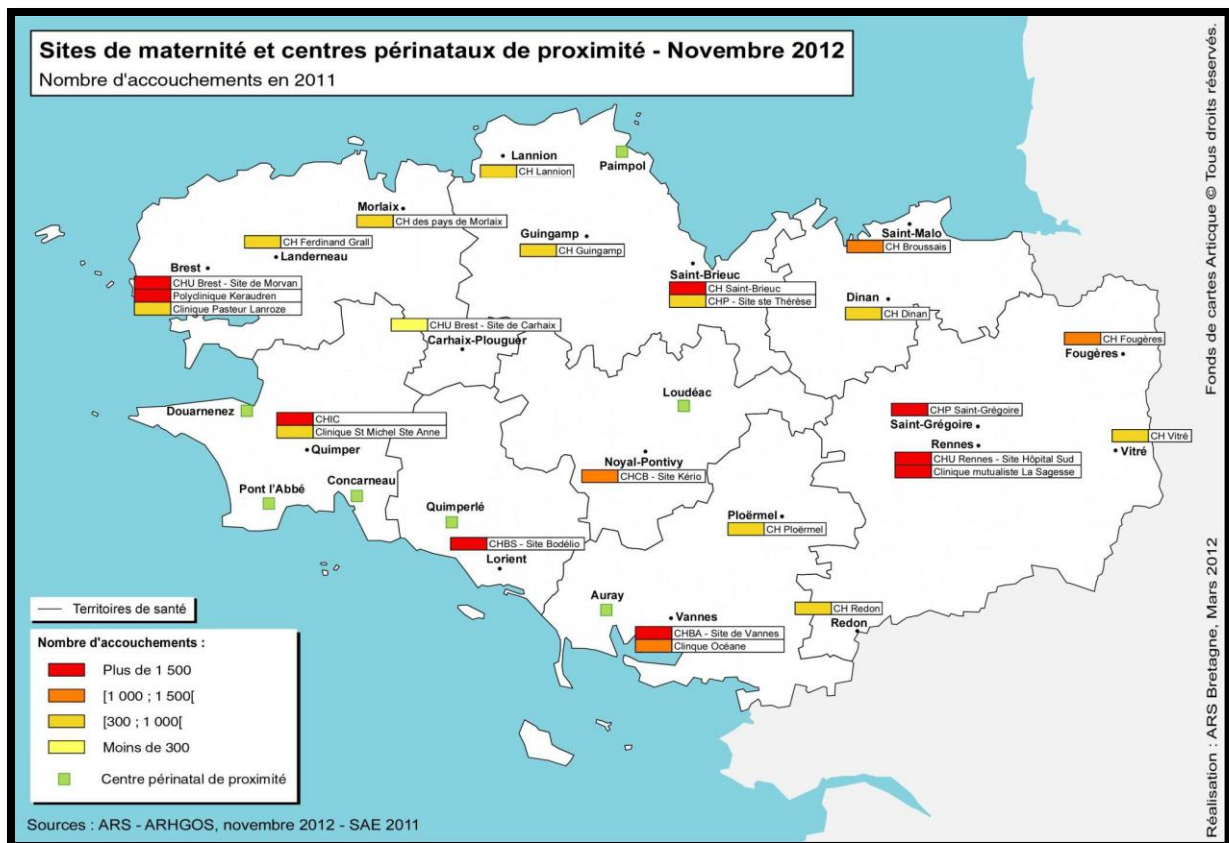 Sites de maternité et centres périnataux de proximité - Novembre 2012
Nombre d'accouchements en 2011
Lannion
CH Lannion
Paimpol
Morlaix
CH des pays de Morlaix
Guingamp
CH Guingamp
CH Ferdinand Grall
Landerneau
Brest
CHU Brest - Site de Morvan
Polyclinique Keraudren
Clinique Pasteur Lanroze
Saint-Malo
CH Broussais
Saint-Brieuc
CH Saint-Brieuc
CHP - Site ste Thérèse
Dinan
CH Dinan
CHU Brest - Site de Carhaix
Carhaix-Plouguer
CH Fougères
Fougères
Douarnenez
CHIC
Clinique St Michel Ste Anne
Quimper
Loudéac
CHP Saint-Grégoire
Saint-Grégoire
Rennes
CHU Rennes - Site Hôpital Sud
Clinique mutualiste La Sagesse
CH Vitré
Vitré
Noyal-Pontivy
CHCB - Site Kério
Pont l'Abbé
Concarneau
Quimperlé
CHBS - Site Bodélio
Lorient
Ploërmel
CH Ploërmel
Auray
Vannes
CHBA - Site de Vannes
Clinque Océane
CH Redon
Redon
Territoires de santé
Nombre d'accouchements :
Plus de 1 500
[1 000 ; 1 500[
[300 ; 1 000[
Moins de 300
Centre périnatal de proximité
Sources : ARS - ARHGOS, novembre 2012 - SAE 2011
Fonds de cartes Articque © Tous droits réservés.
Réalisation : ARS Bretagne, Mars 2012